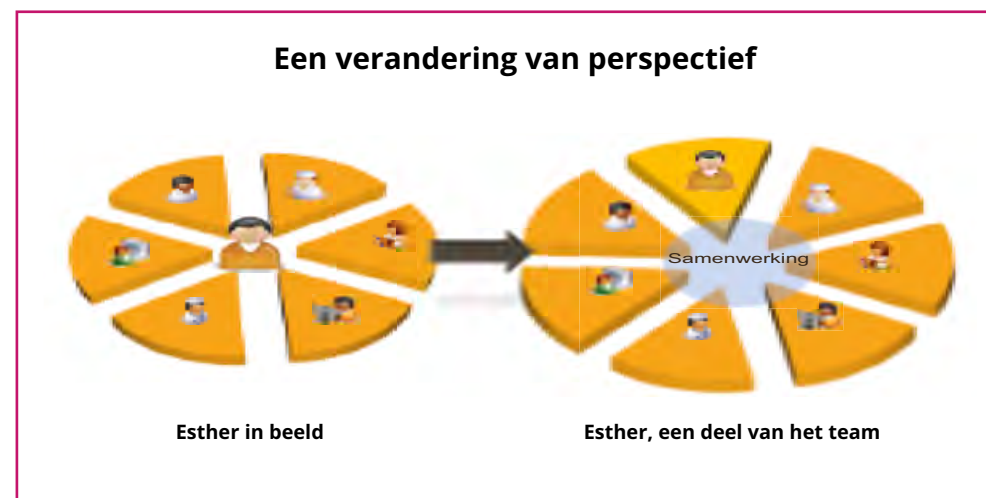 Een verandering van perspectief
Samenwerking
Esther in beeld
Esther, een deel van het team